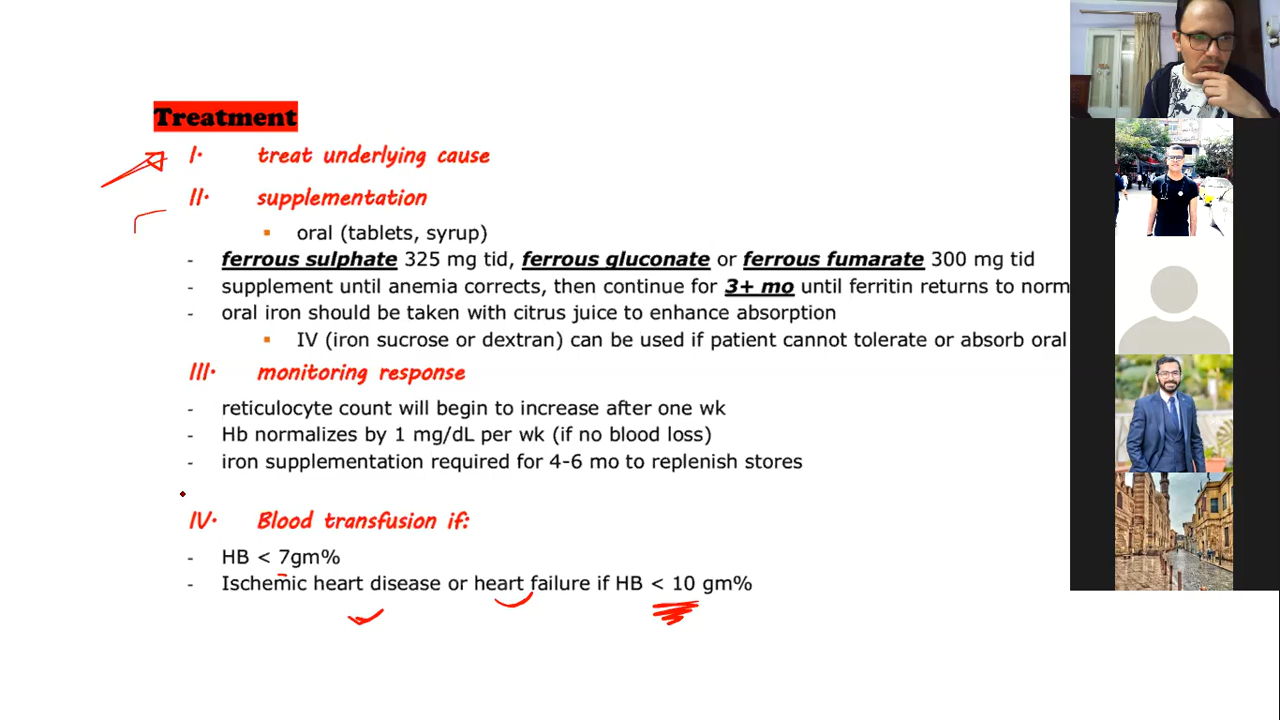 Treatment
I. treat underlying cause
II. supplementation
▪ oral (tablets, syrup)
- ferrous sulphate 325 mg tid, ferrous gluconate or ferrous fumarate 300 mg tid
- supplement until anemia corrects, then continue for 3+ mo until ferritin returns to norm
- oral iron should be taken with citrus juice to enhance absorption
▪ IV (iron sucrose or dextran) can be used if patient cannot tolerate or absorb oral
III. monitoring response
- reticulocyte count will begin to increase after one wk
- Hb normalizes by 1 mg/dL per wk (if no blood loss)
- iron supplementation required for 4-6 mo to replenish stores
IV. Blood transfusion if:
- HB < 7gm%
- Ischemic heart disease or heart failure if HB < 10 gm%